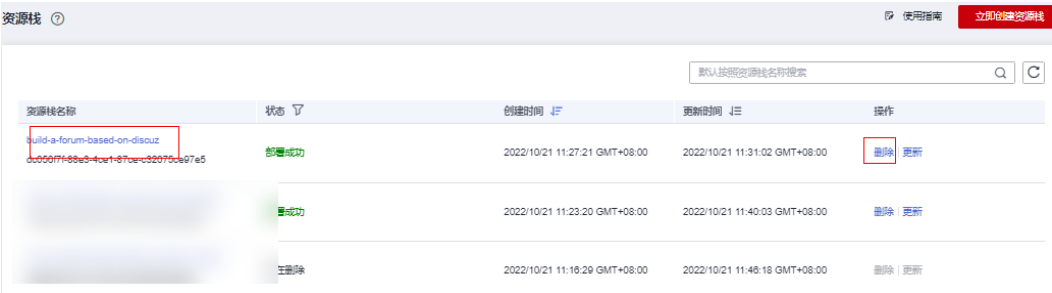 资源栈
使用指南 立即创建资源栈
默认按照资源栈名称搜索
资源栈名称 状态 创建时间 更新时间 操作
build-a-forum-based-on-discuz
部署成功 2022/10/21 11:27:21 GMT+08:00 2022/10/21 11:31:02 GMT+08:00 删除 更新
署成功 2022/10/21 11:23:20 GMT+08:00 2022/10/21 11:40:03 GMT+08:00 删除 更新
在删除 2022/10/21 11:16:29 GMT+08:00 2022/10/21 11:46:18 GMT+08:00 删除 更新